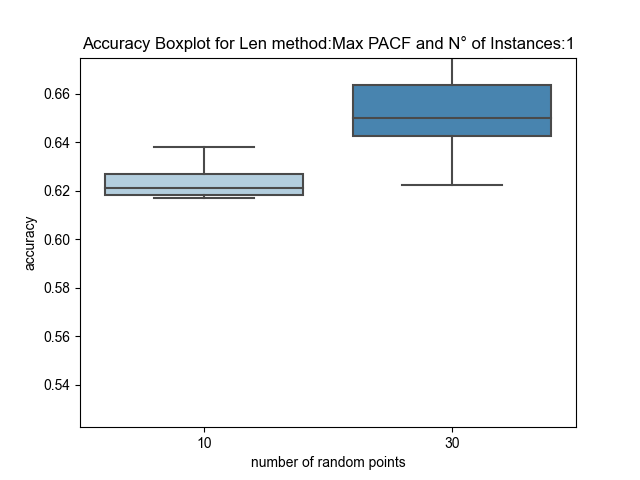 Accuracy Boxplot for Len method:Max PACF and N° of Instances:1
0.66
0.64
0.62
0.60
0.58
0.56
0.54
accuracy
10 30
number of random points